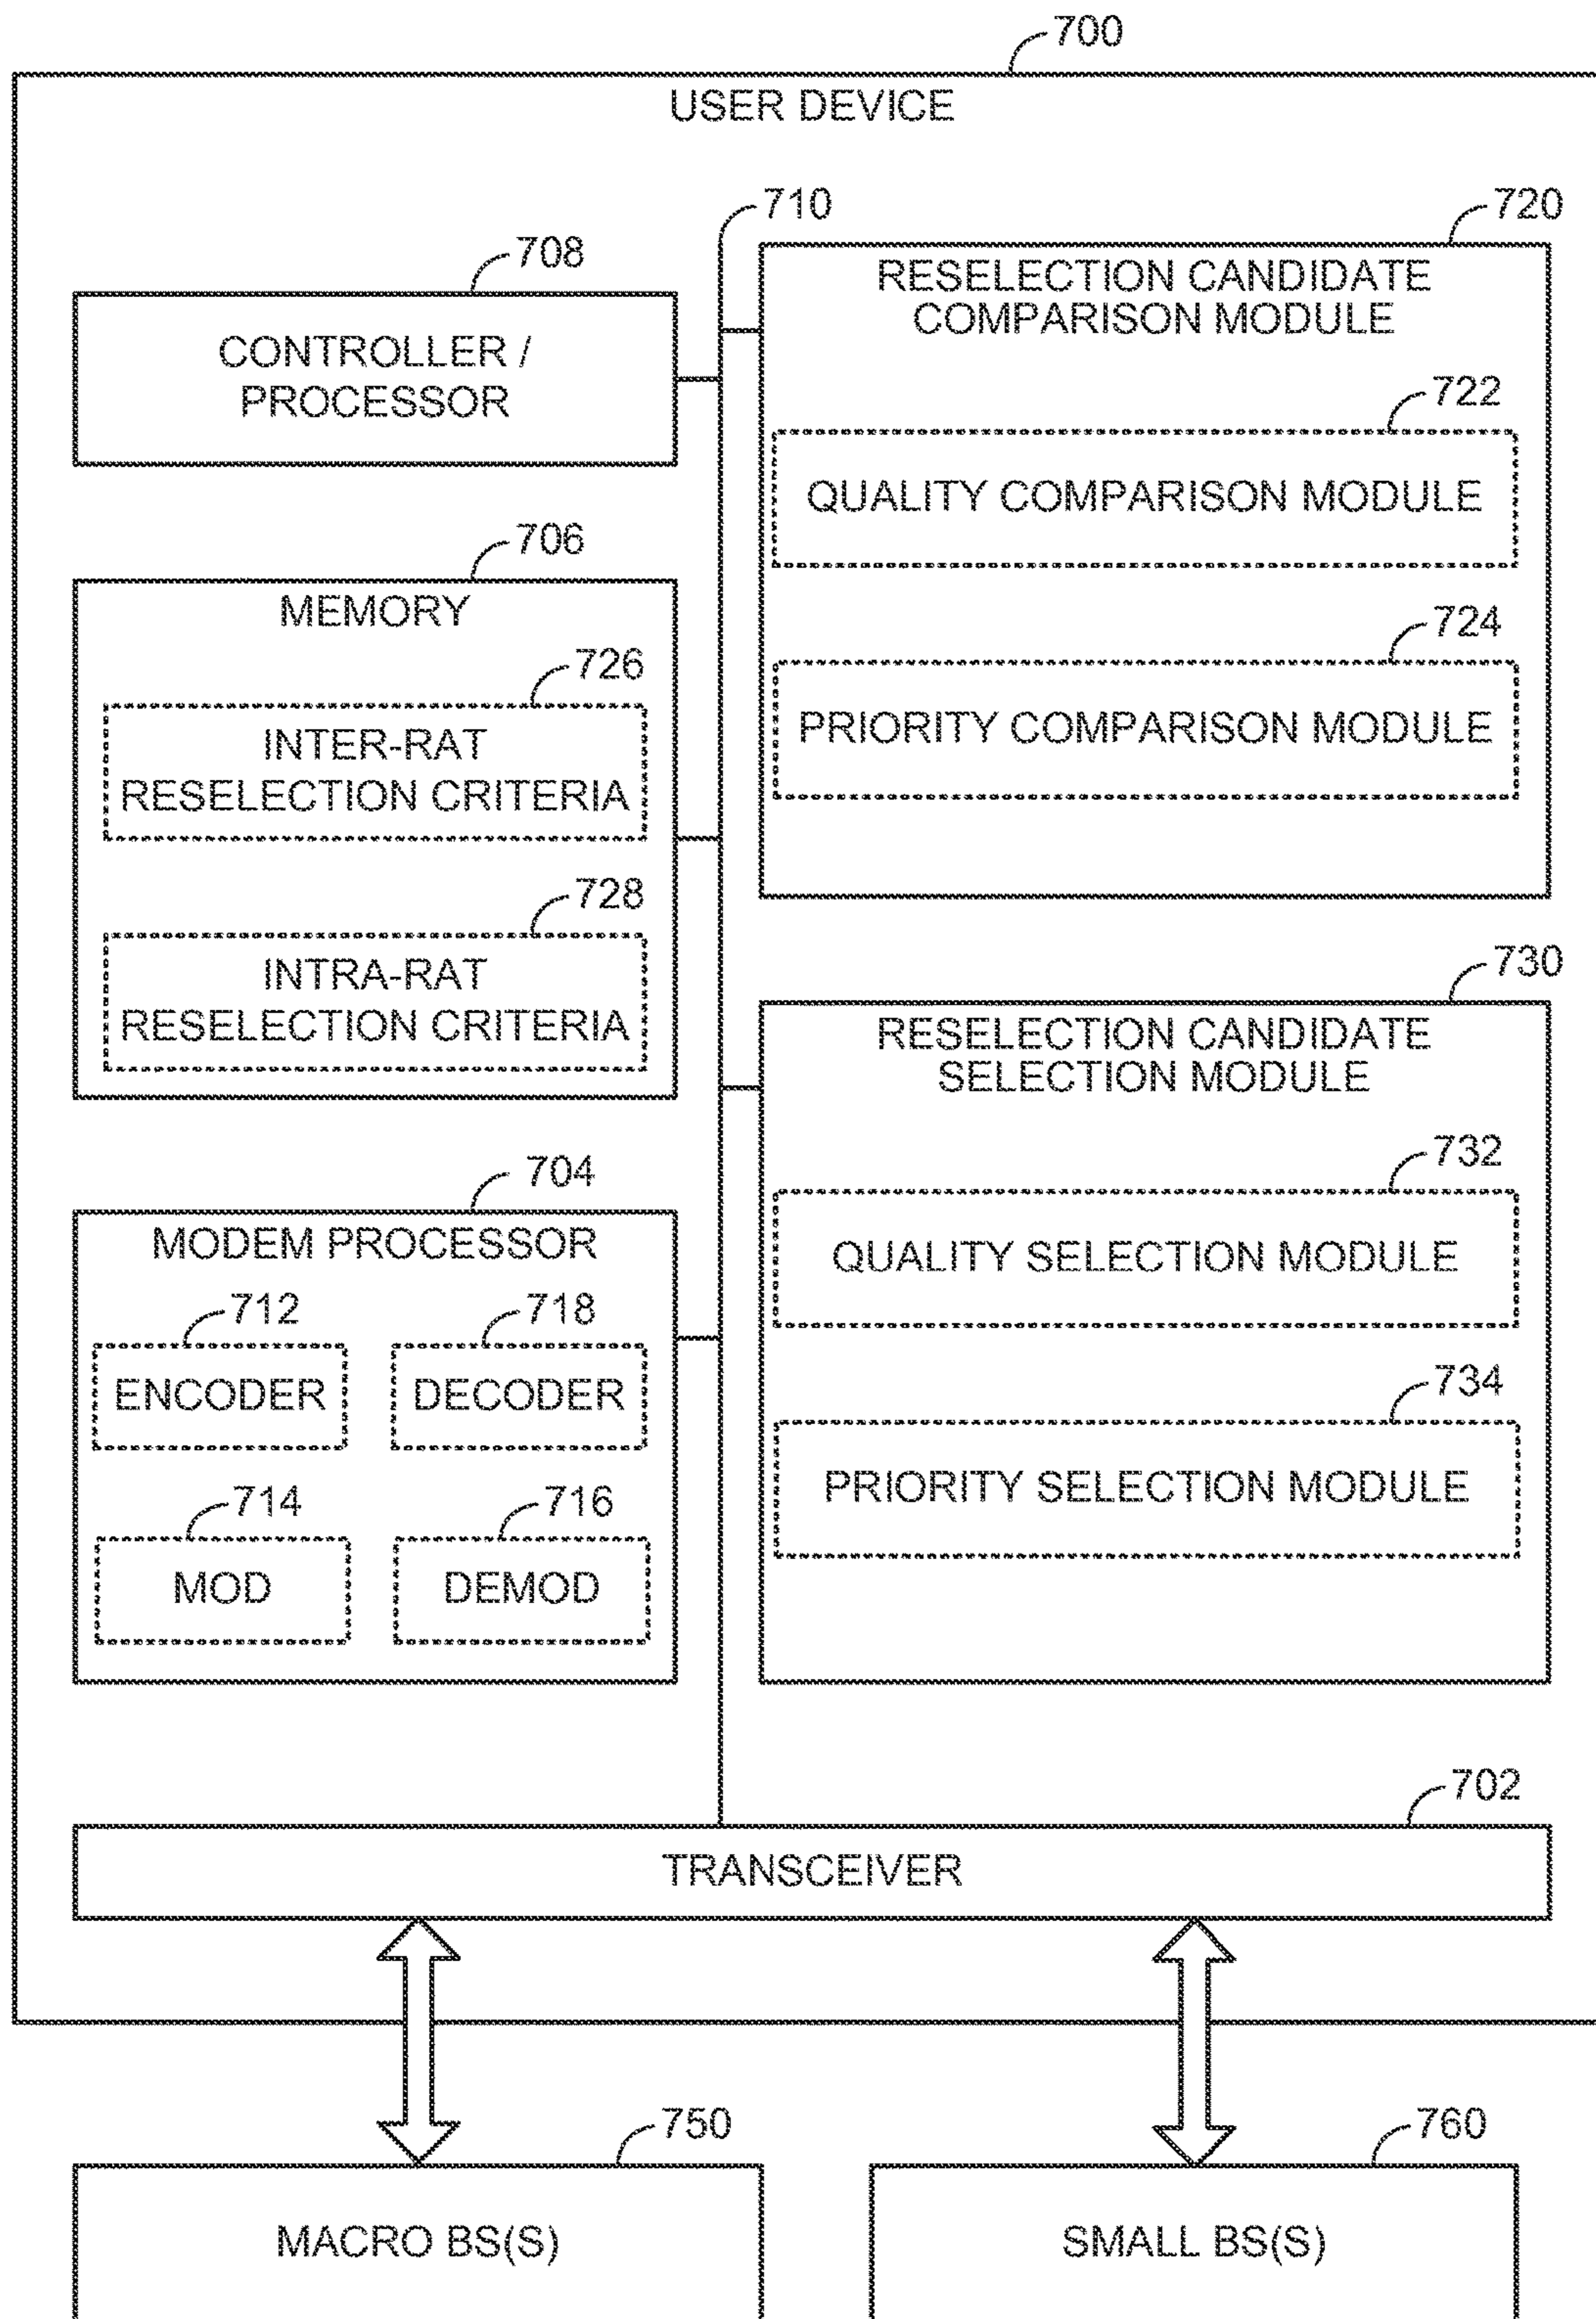 700
USER DEVICE
710
720
708
RESELECTION CANDIDATE
COMPARISON MODULE
CONTROLLER /
PROCESSOR
722
QUALITY COMPARISON MODULE
706
MEMORY
724
726
PRIORITY COMPARISON MODULE
INTER-RAT
RESELECTION CRITERIA
728
INTRA-RAT
RESELECTION CRITERIA
730
RESELECTION CANDIDATE
SELECTION MODULE
704
732
MODEM PROCESSOR
QUALITY SELECTION MODULE
712
718
ENCODER
DECODER
734
714
716
PRIORITY SELECTION MODULE
MOD
DEMOD
702
TRANSCEIVER
750
760
MACRO BS(S)
SMALL BS(S)